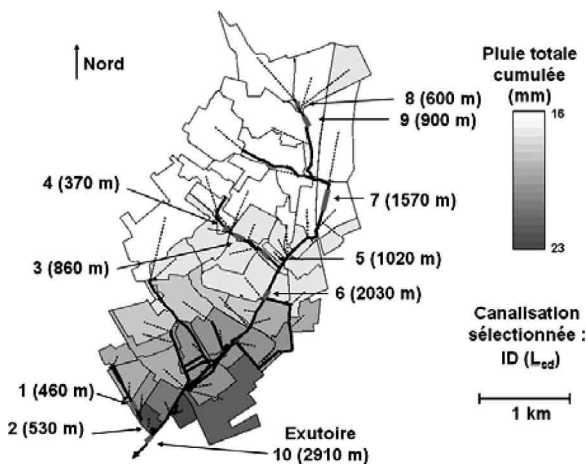 Nord
8 (600 m)
9 (900 m)
4 (370 m)
7 (1570 m)
3 (860 m)
5 (1020 m)
6 (2030 m)
1 (460 m)
2 (530 m)
Exutoire
10 (2910 m)
Pluie totale
cumulée
(mm)
16
23
Canalisation
sélectionnée :
ID (Lsd)
1 km